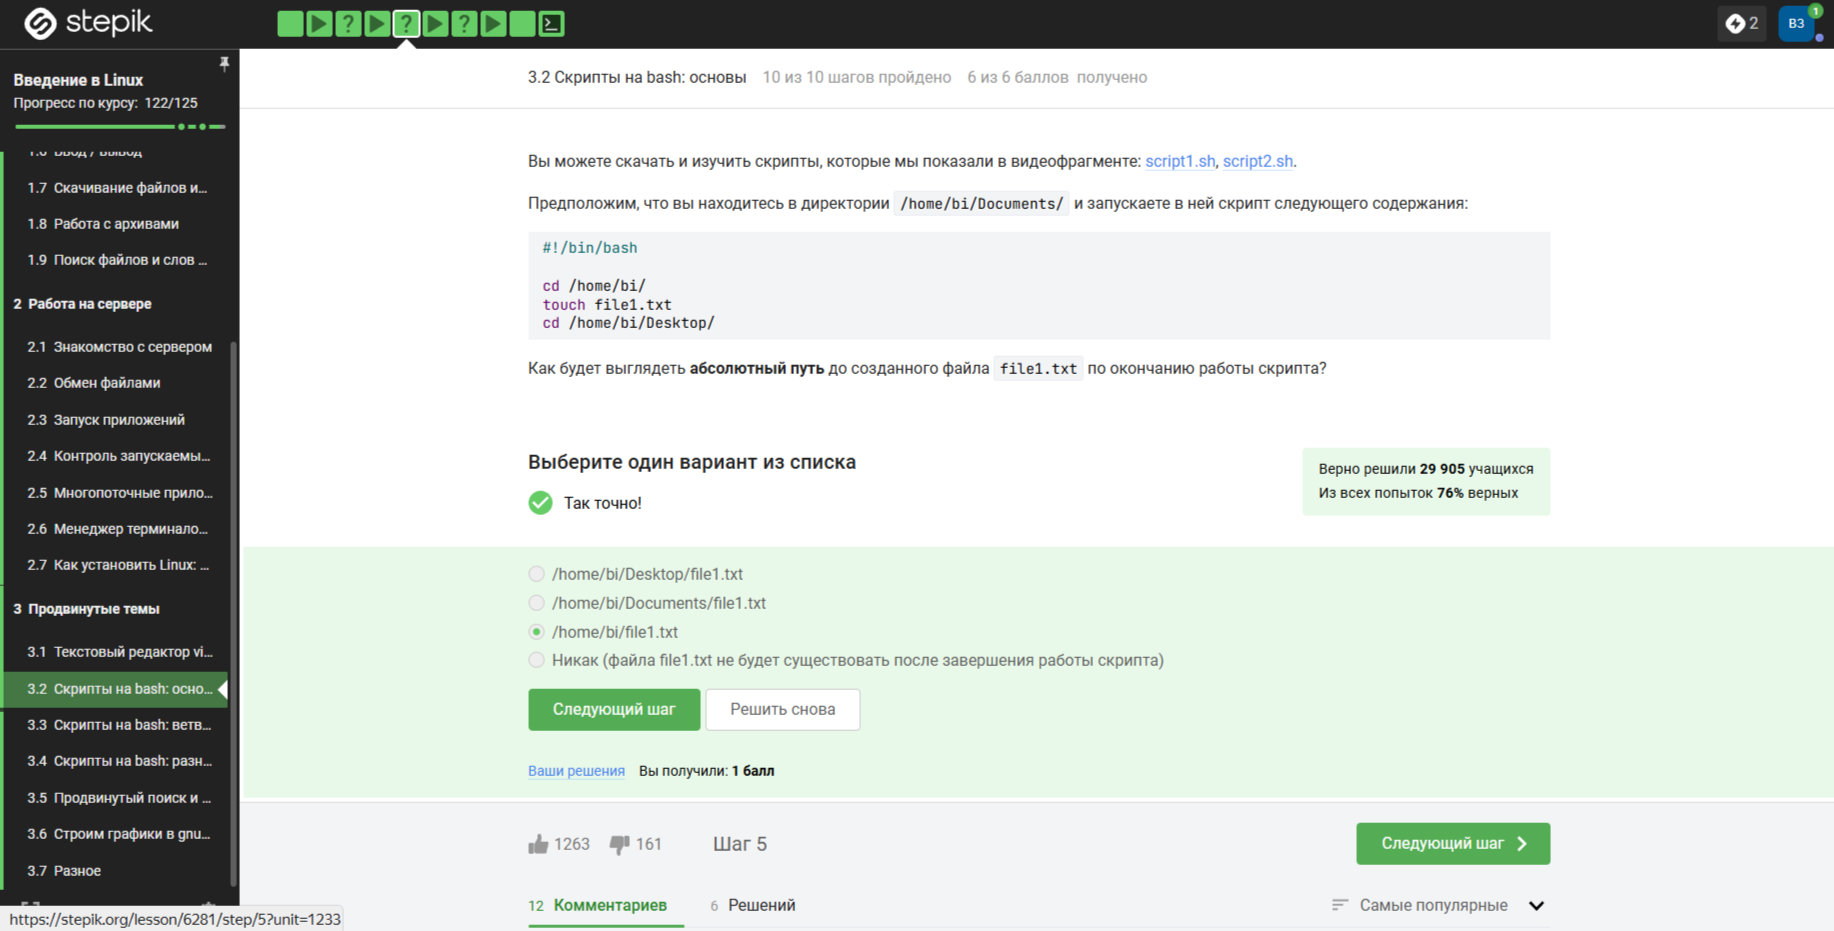 stepik
2
ВЗ
1
Введение в Linux
Прогресс по курсу: 122/125
3.2 Скрипты на bash: основы 10 из 10 шагов пройдено 6 из 6 баллов получено
1.6 Ввод / Вывод
1.7 Скачивание файлов и...
1.8 Работа с архивами
1.9 Поиск файлов и слов ...
2 Работа на сервере
2.1 Знакомство с сервером
2.2 Обмен файлами
2.3 Запуск приложений
2.4 Контроль запускаемы...
2.5 Многопоточные прило...
2.6 Менеджер терминало...
2.7 Как установить Linux: ...
3 Продвинутые темы
3.1 Текстовый редактор vi...
3.2 Скрипты на bash: осно...
3.3 Скрипты на bash: ветв...
3.4 Скрипты на bash: разн...
3.5 Продвинутый поиск и ...
3.6 Строим графики в gnu...
3.7 Разное
https://stepik.org/lesson/6281/step/5?unit=1233
Вы можете скачать и изучить скрипты, которые мы показали в видеофрагменте: script1.sh, script2.sh.
Предположим, что вы находитесь в директории /home/bi/Documents/ и запускаете в ней скрипт следующего содержания:
#!/bin/bash
cd /home/bi/
touch file1.txt
cd /home/bi/Desktop/
Как будет выглядеть абсолютный путь до созданного файла file1.txt по окончанию работы скрипта?
Выберите один вариант из списка
Так точно!
Верно решили 29 905 учащихся
Из всех попыток 76% верных
/home/bi/Desktop/file1.txt
/home/bi/Documents/file1.txt
/home/bi/file1.txt
Никак (файла file1.txt не будет существовать после завершения работы скрипта)
Следующий шаг
Решить снова
Ваши решения Вы получили: 1 балл
1263 161 Шаг 5
Следующий шаг
12 Комментариев 6 Решений
Самые популярные